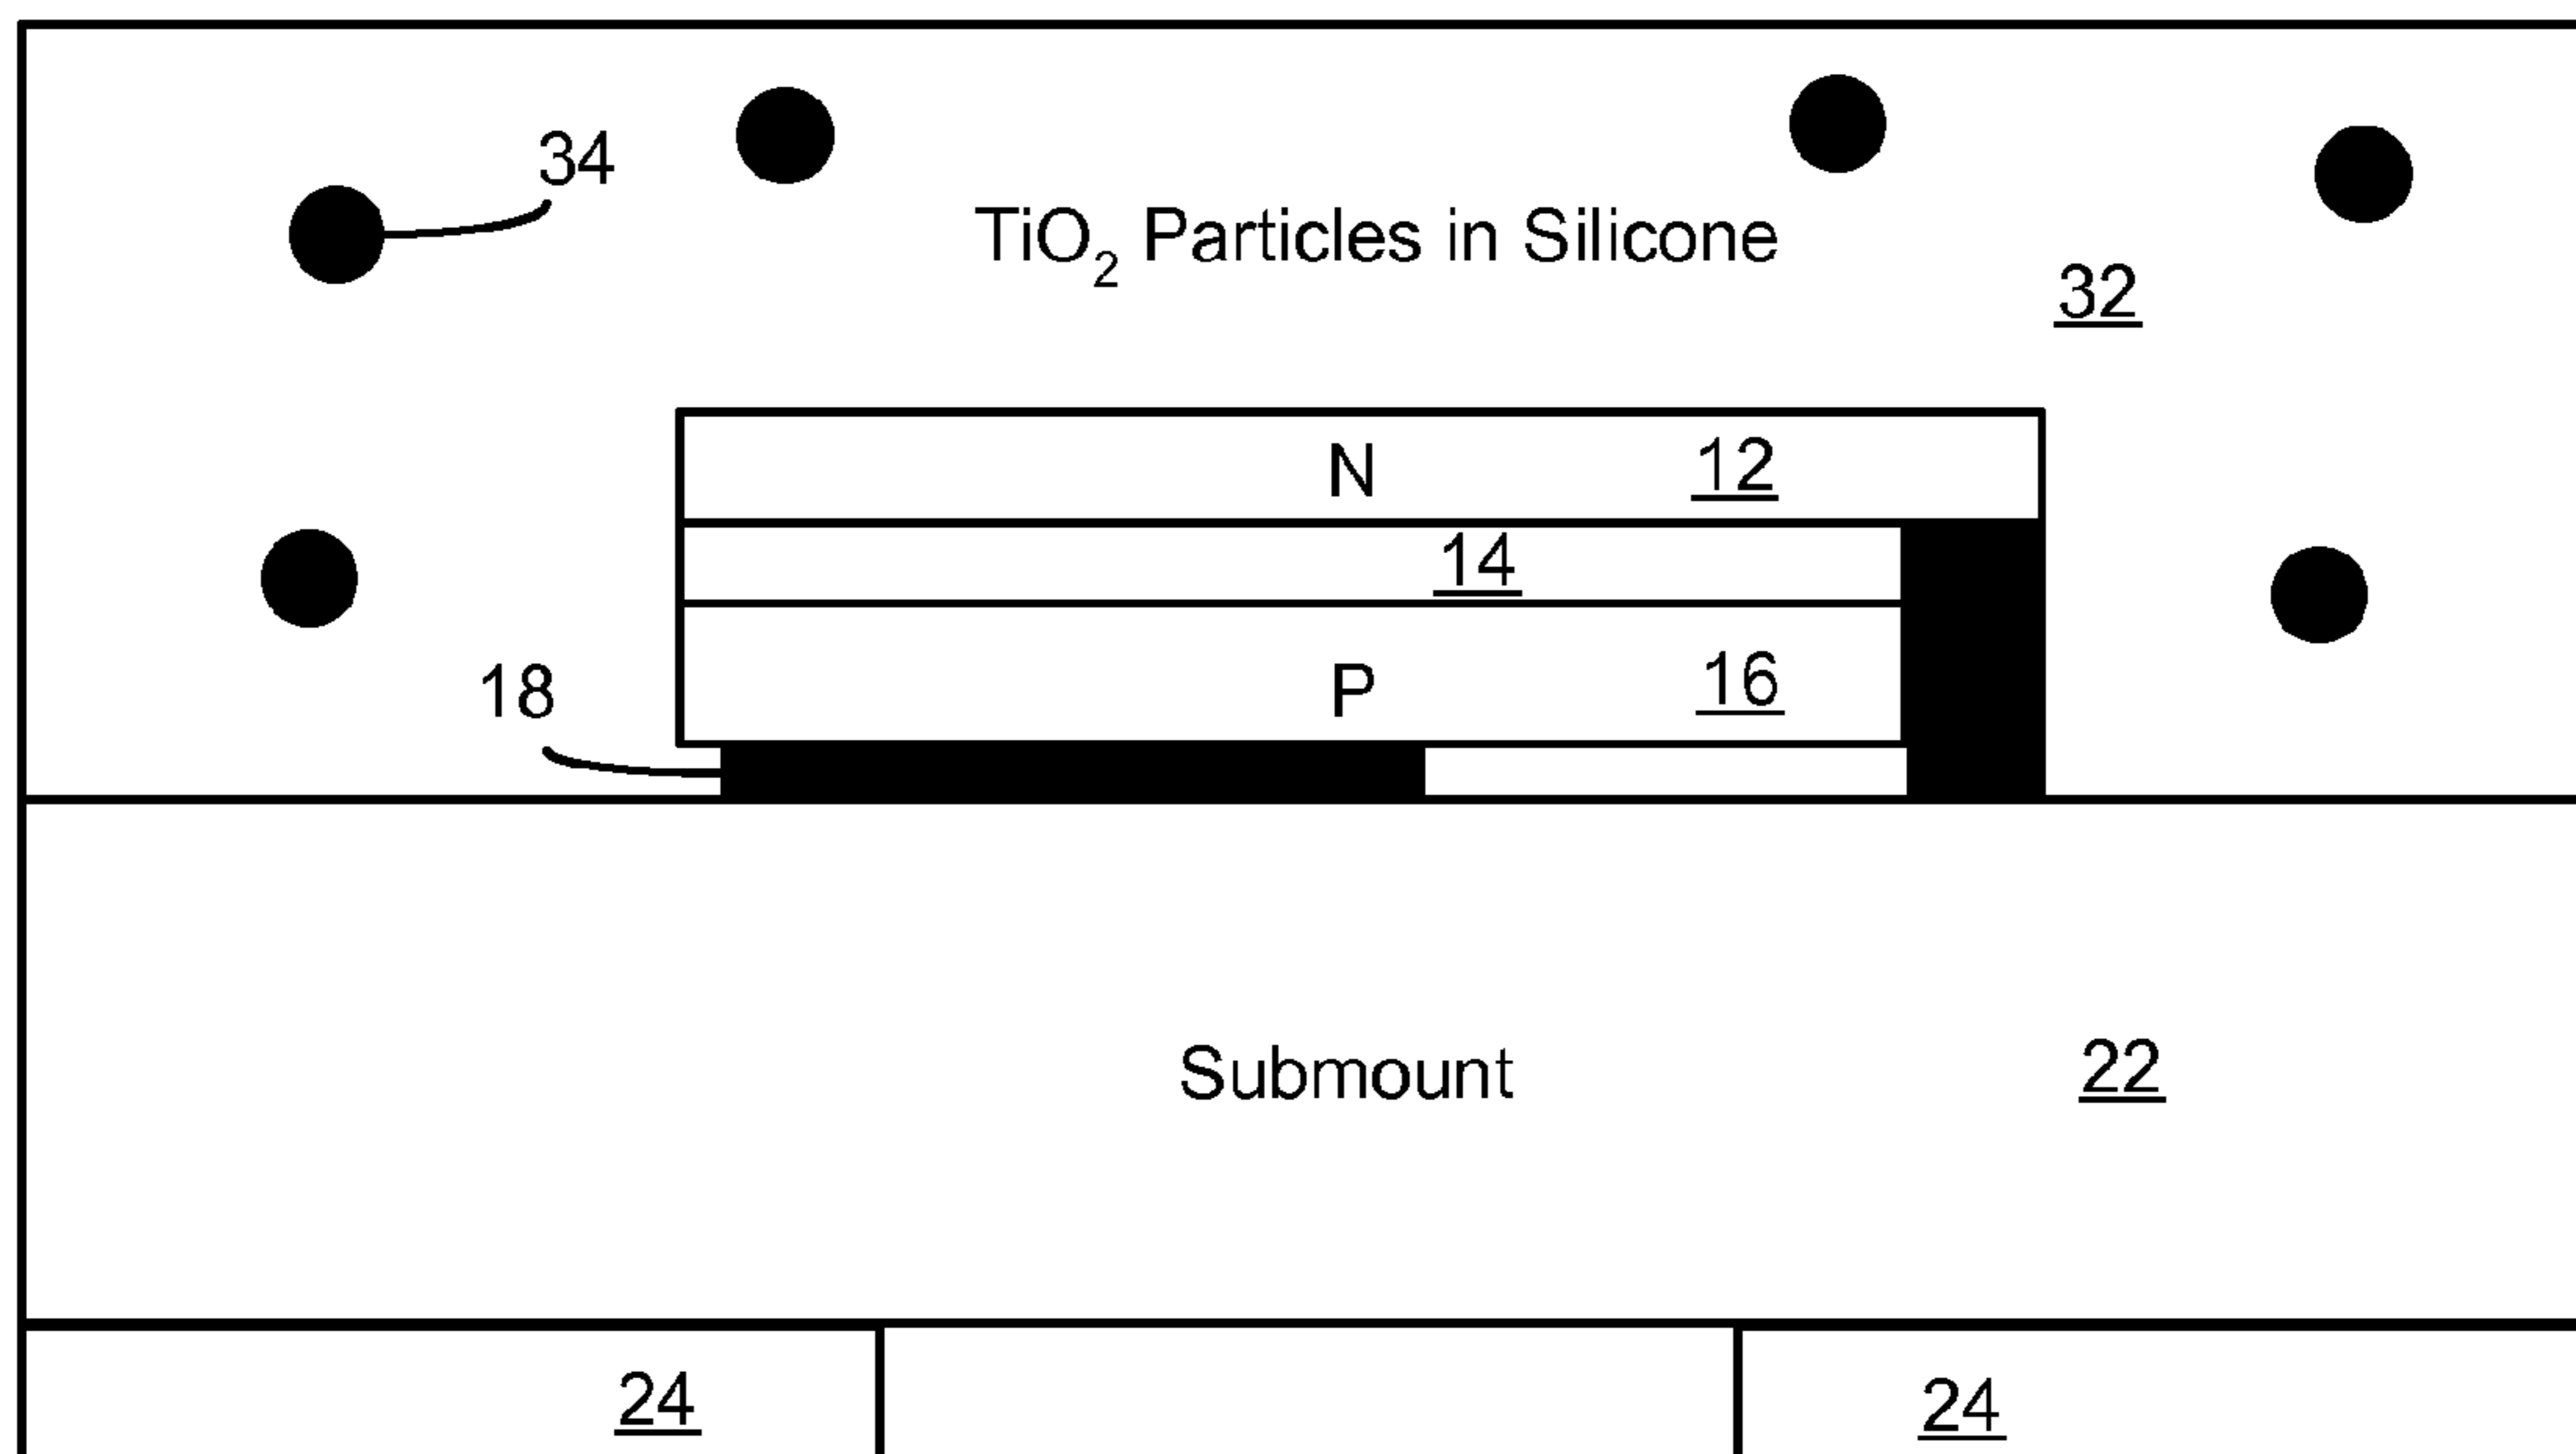 34
TiO₂ Particles in Silicone
32
N 12
14
18
P 16
Submount 22
24 24